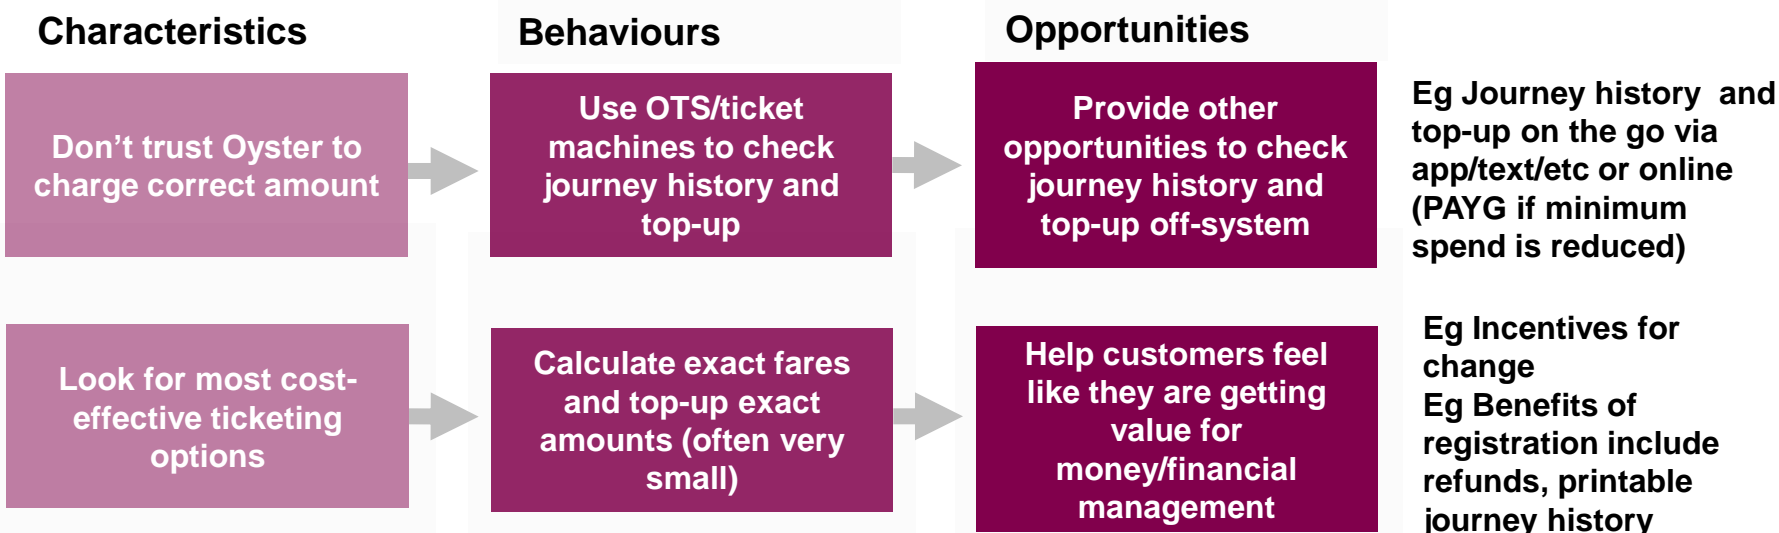 Characteristics
Behaviours
Opportunities
Don't trust Oyster to
charge correct amount
Use OTS/ticket
machines to check
journey history and
top-up
Provide other
opportunities to check
journey history and
top-up off-system
Eg Journey history  and
top-up on the go via
app/text/etc or online
(PAYG if minimum
spend is reduced)
Look for most cost-
effective ticketing
options
Calculate exact fares
and top-up exact
amounts (often very
small)
Help customers feel
like they are getting
value for
money/financial
management
Eg Incentives for
change
Eg Benefits of
registration include
refunds, printable
journey history